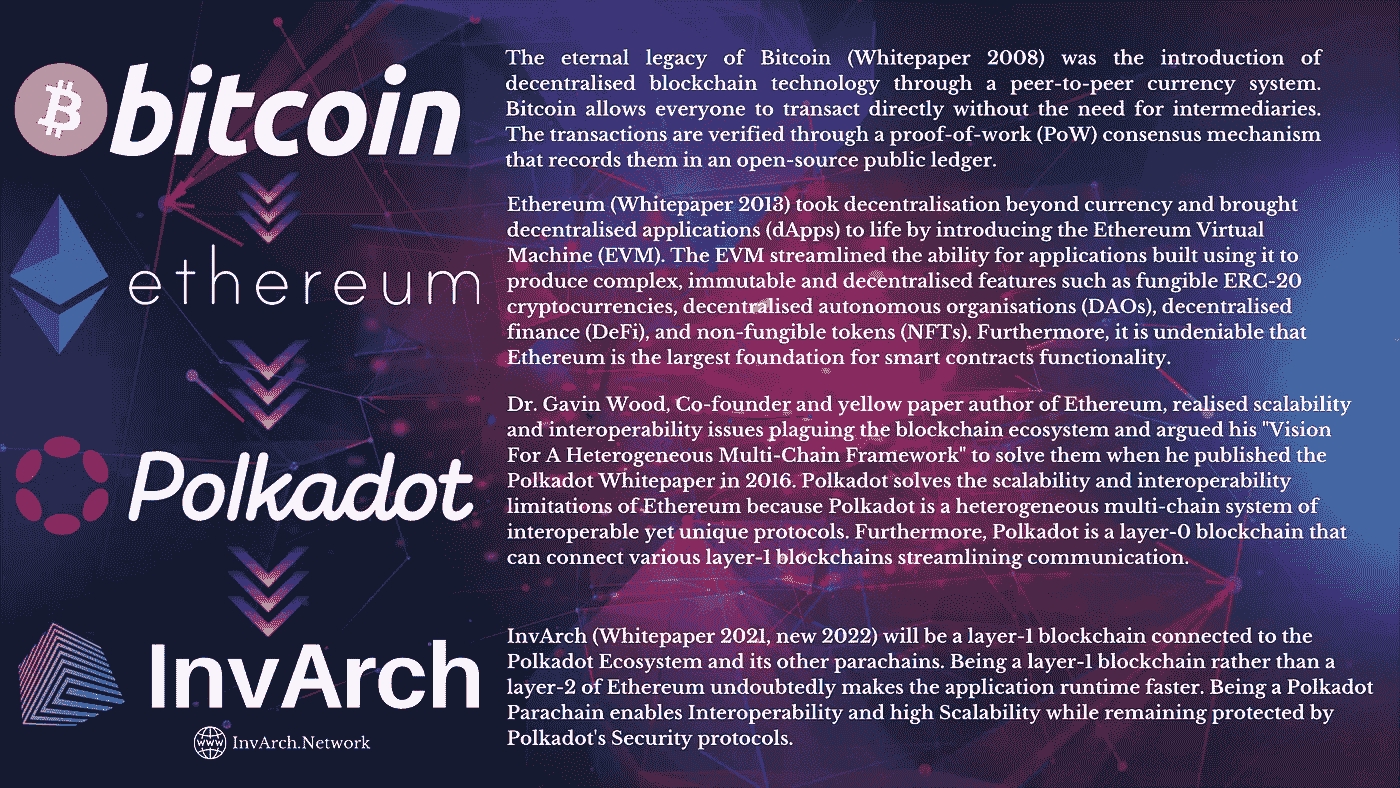 bitcoin
The eternal legacy of Bitcoin (Whitepaper 2008) was the introduction of
decentralised blockchain technology through a peer-to-peer currency system.
Bitcoin allows everyone to transact directly without the need for intermediaries.
The transactions are verified through a proof-of-work (PoW) consensus mechanism
that records them in an open-source public ledger.
ethereum
Ethereum (Whitepaper 2013) took decentralisation beyond currency and brought
decentralised applications (dApps) to life by introducing the Ethereum Virtual
Machine (EVM). The EVM streamlined the ability for applications built using it to
produce complex, immutable and decentralised features such as fungible ERC-20
cryptocurrencies, decentralised autonomous organisations (DAOs), decentralised
finance (DeFi), and non-fungible tokens (NFTs). Furthermore, it is undeniable that
Ethereum is the largest foundation for smart contracts functionality.
Polkadot
Dr. Gavin Wood, Co-founder and yellow paper author of Ethereum, realised scalability
and interoperability issues plaguing the blockchain ecosystem and argued his "Vision
For A Heterogeneous Multi-Chain Framework" to solve them when he published the
Polkadot Whitepaper in 2016. Polkadot solves the scalability and interoperability
limitations of Ethereum because Polkadot is a heterogeneous multi-chain system of
interoperable yet unique protocols. Furthermore, Polkadot is a layer-0 blockchain that
can connect various layer-1 blockchains streamlining communication.
InvArch
WWW InvArch.Network
InvArch (Whitepaper 2021, new 2022) will be a layer-1 blockchain connected to the
Polkadot Ecosystem and its other parachains. Being a layer-1 blockchain rather than a
layer-2 of Ethereum undoubtedly makes the application runtime faster. Being a Polkadot
Parachain enables Interoperability and high Scalability while remaining protected by
Polkadot's Security protocols.